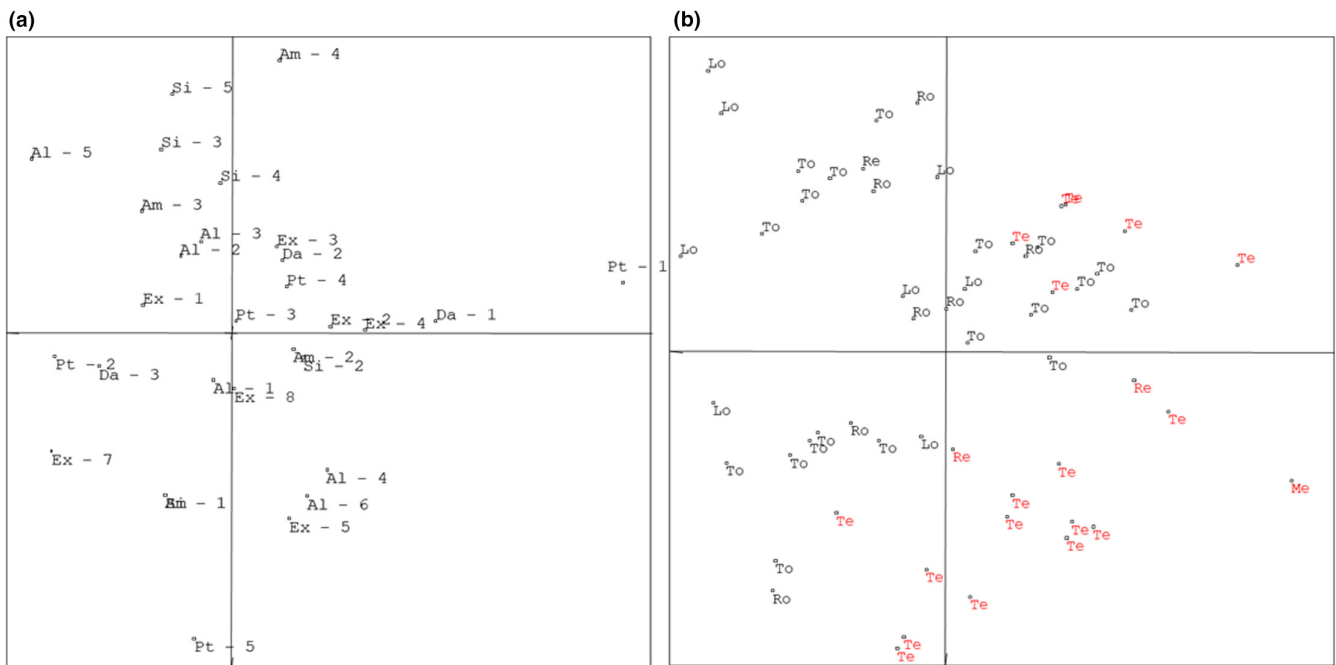 (a)
Am - 4
Si - 5
Si - 3
Al - 5
Si - 4
Am - 3
Al - 3
Al - 2
Ex - 3
Da - 2
Pt - 1
Pt - 4
Ex - 1
Pt - 3
Ex - 2
Ex - 4
Da - 1
Am - 2
Si - 2
Pt - 2
Da - 3
Al - 1
Ex - 8
Ex - 7
Al - 4
Am - 1
Al - 6
Ex - 5
Pt - 5
(b)
Lo
Ro
Lo
To
To
To
Re
Lo
Ro
To
Te
To
Te
Te
To
To
Ro
Lo
Te
To
Lo
To
Te
Lo
Ro
To
To
Ro
To
To
Re
Lo
Te
Ro
To
To
To
Lo
Re
To
To
Te
Me
Te
Te
Te
Te
Te
Te
To
Te
Ro
Te
Te
Te